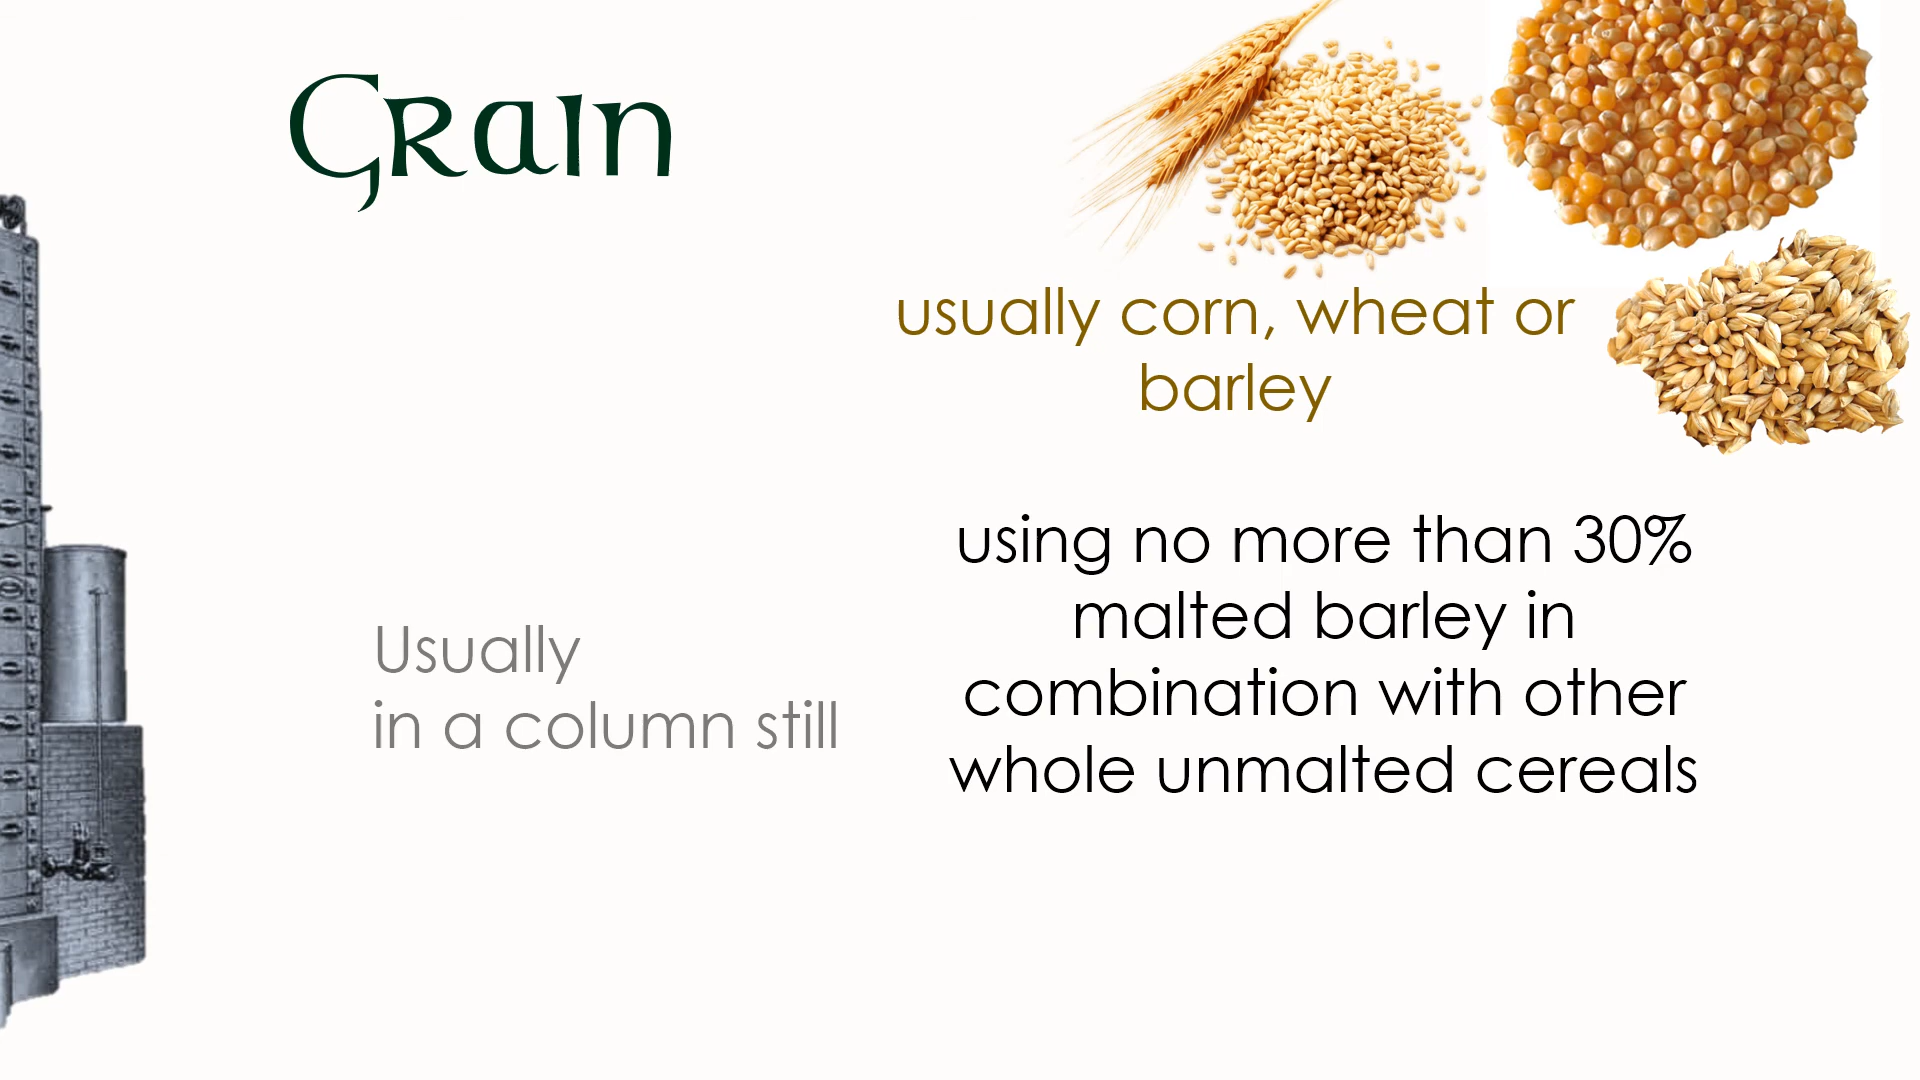 Grain
usually corn, wheat or
barley
using no more than 30%
malted barley in
combination with other
whole unmalted cereals
Usually
in a column still